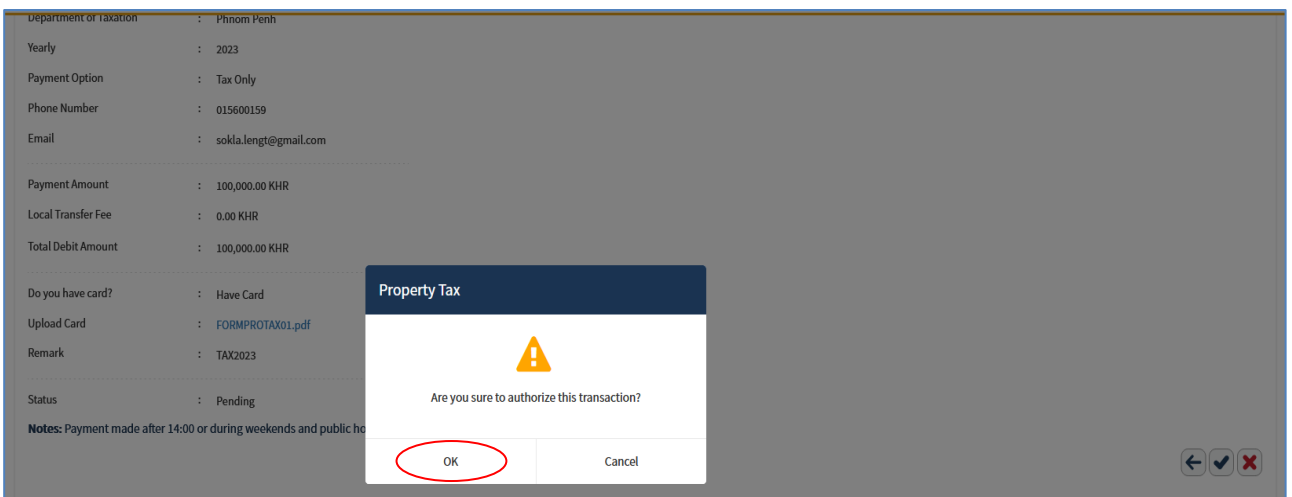 Department of Taxation : Phnom Penh
Yearly : 2023
Payment Option : Tax Only
Phone Number : 015600159
Email : sokla.lengt@gmail.com
Payment Amount : 100,000.00 KHR
Local Transfer Fee : 0.00 KHR
Total Debit Amount : 100,000.00 KHR
Do you have card? : Have Card
Upload Card : FORMPROTAX01.pdf
Remark : TAX2023
Status : Pending
Notes: Payment made after 14:00 or during weekends and public
Property Tax
Are you sure to authorize this transaction?
OK Cancel